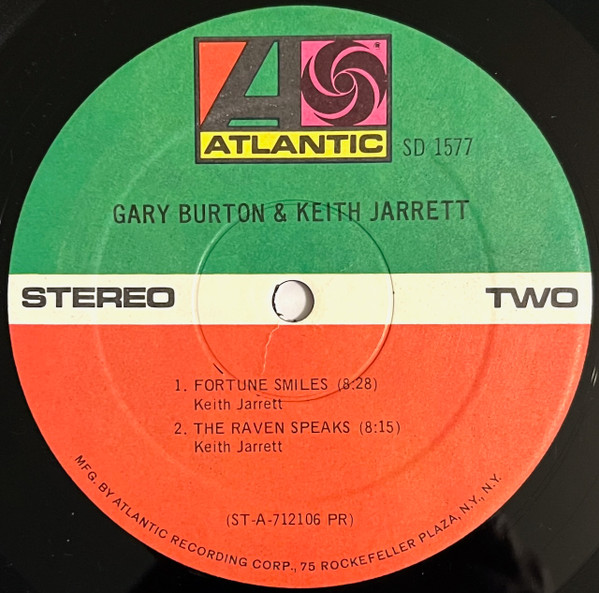 ATLANTIC
SD 1577
GARY BURTON & KEITH JARRETT
STEREO
TWO
1. FORTUNE SMILES (8:28)
Keith Jarrett
2. THE RAVEN SPEAKS (8:15)
Keith Jarrett
(ST-A-712106 PR)
MFG. BY ATLANTIC RECORDING CORP., 75 ROCKEFELLER PLAZA, N.Y., N.Y.